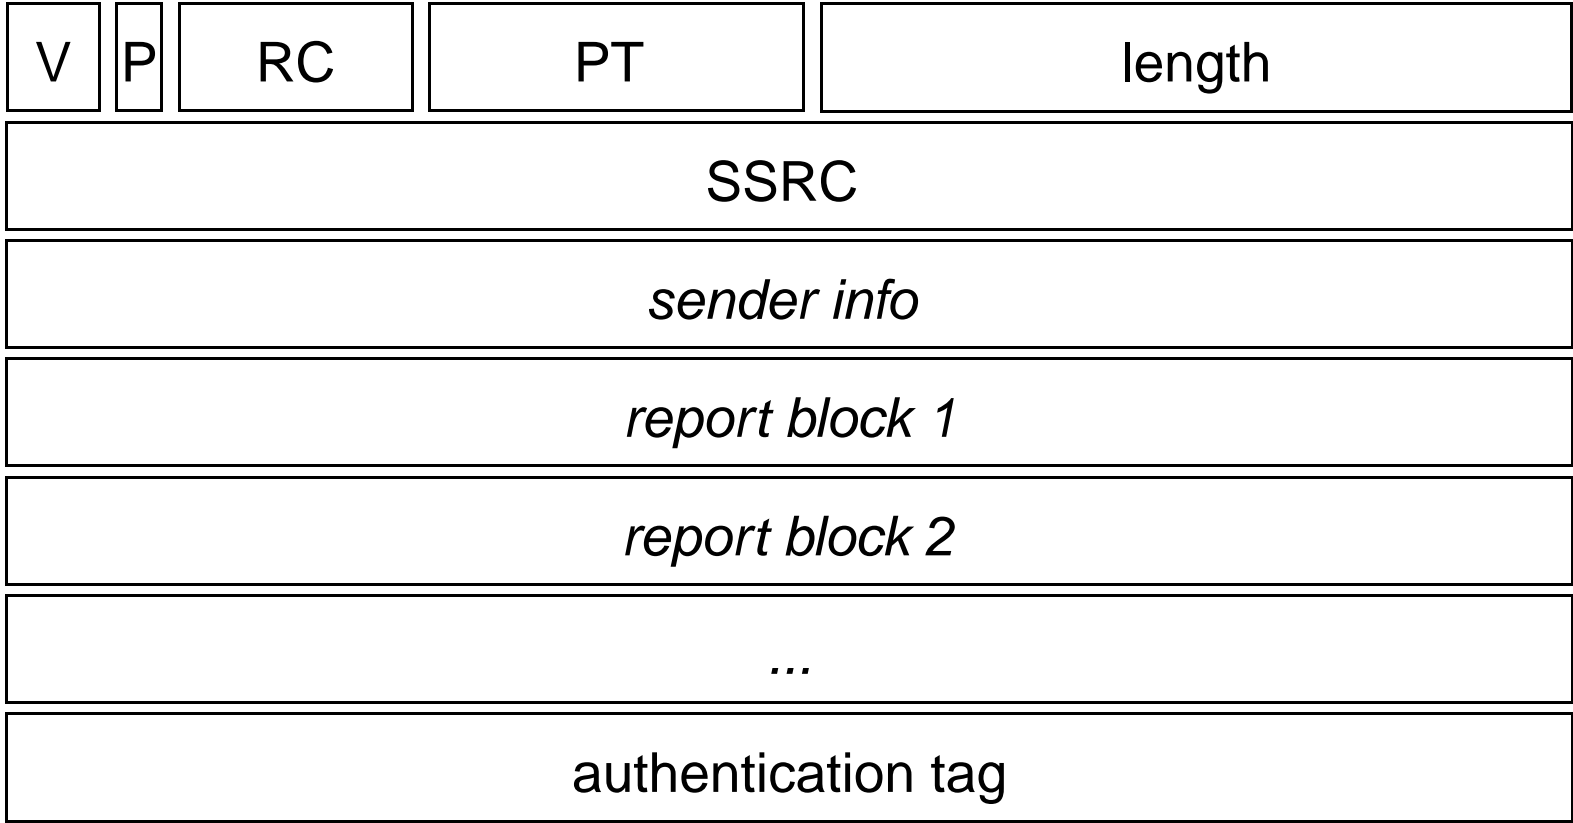 V P RC PT length
SSRC
sender info
report block 1
report block 2
...
authentication tag